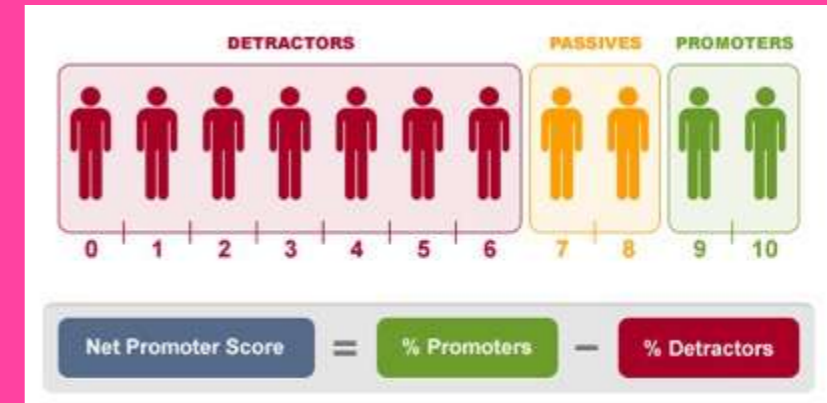 DETRACTORS PASSIVES PROMOTERS
0 1 2 3 4 5 6 7 8 9 10
Net Promoter Score = % Promoters − % Detractors